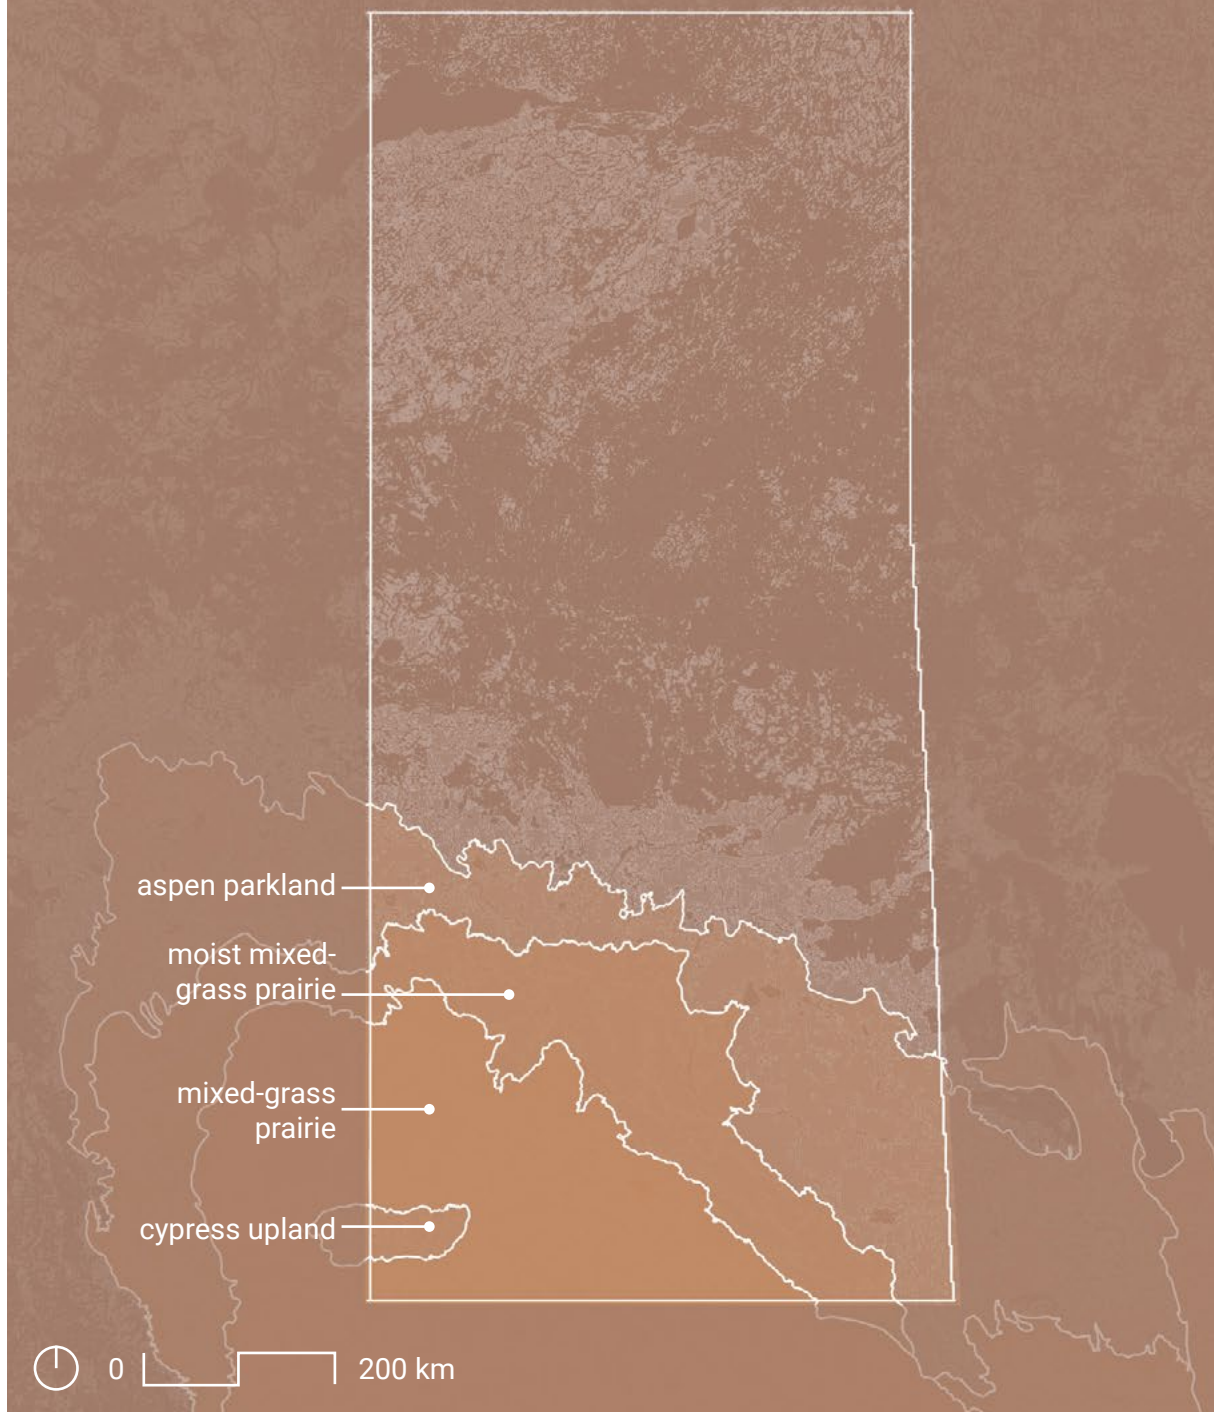 aspen parkland
moist mixed-
grass prairie
mixed-grass
prairie
cypress upland
0
200 km